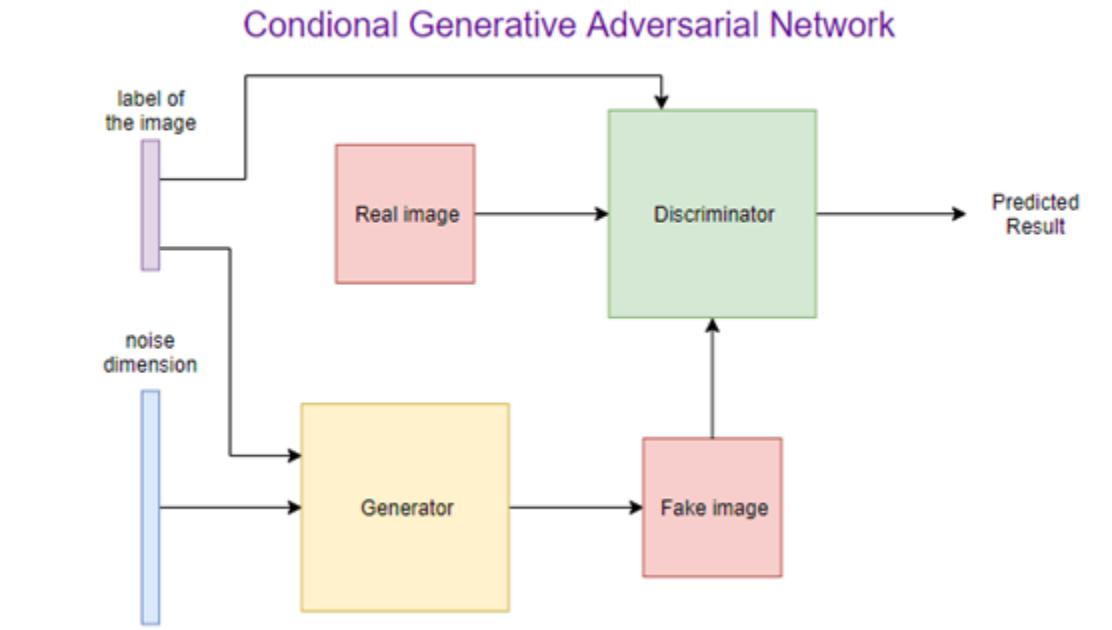 Condional Generative Adversarial Network
label of
the image
Real image
Discriminator
Predicted
Result
noise
dimension
Generator
Fake image